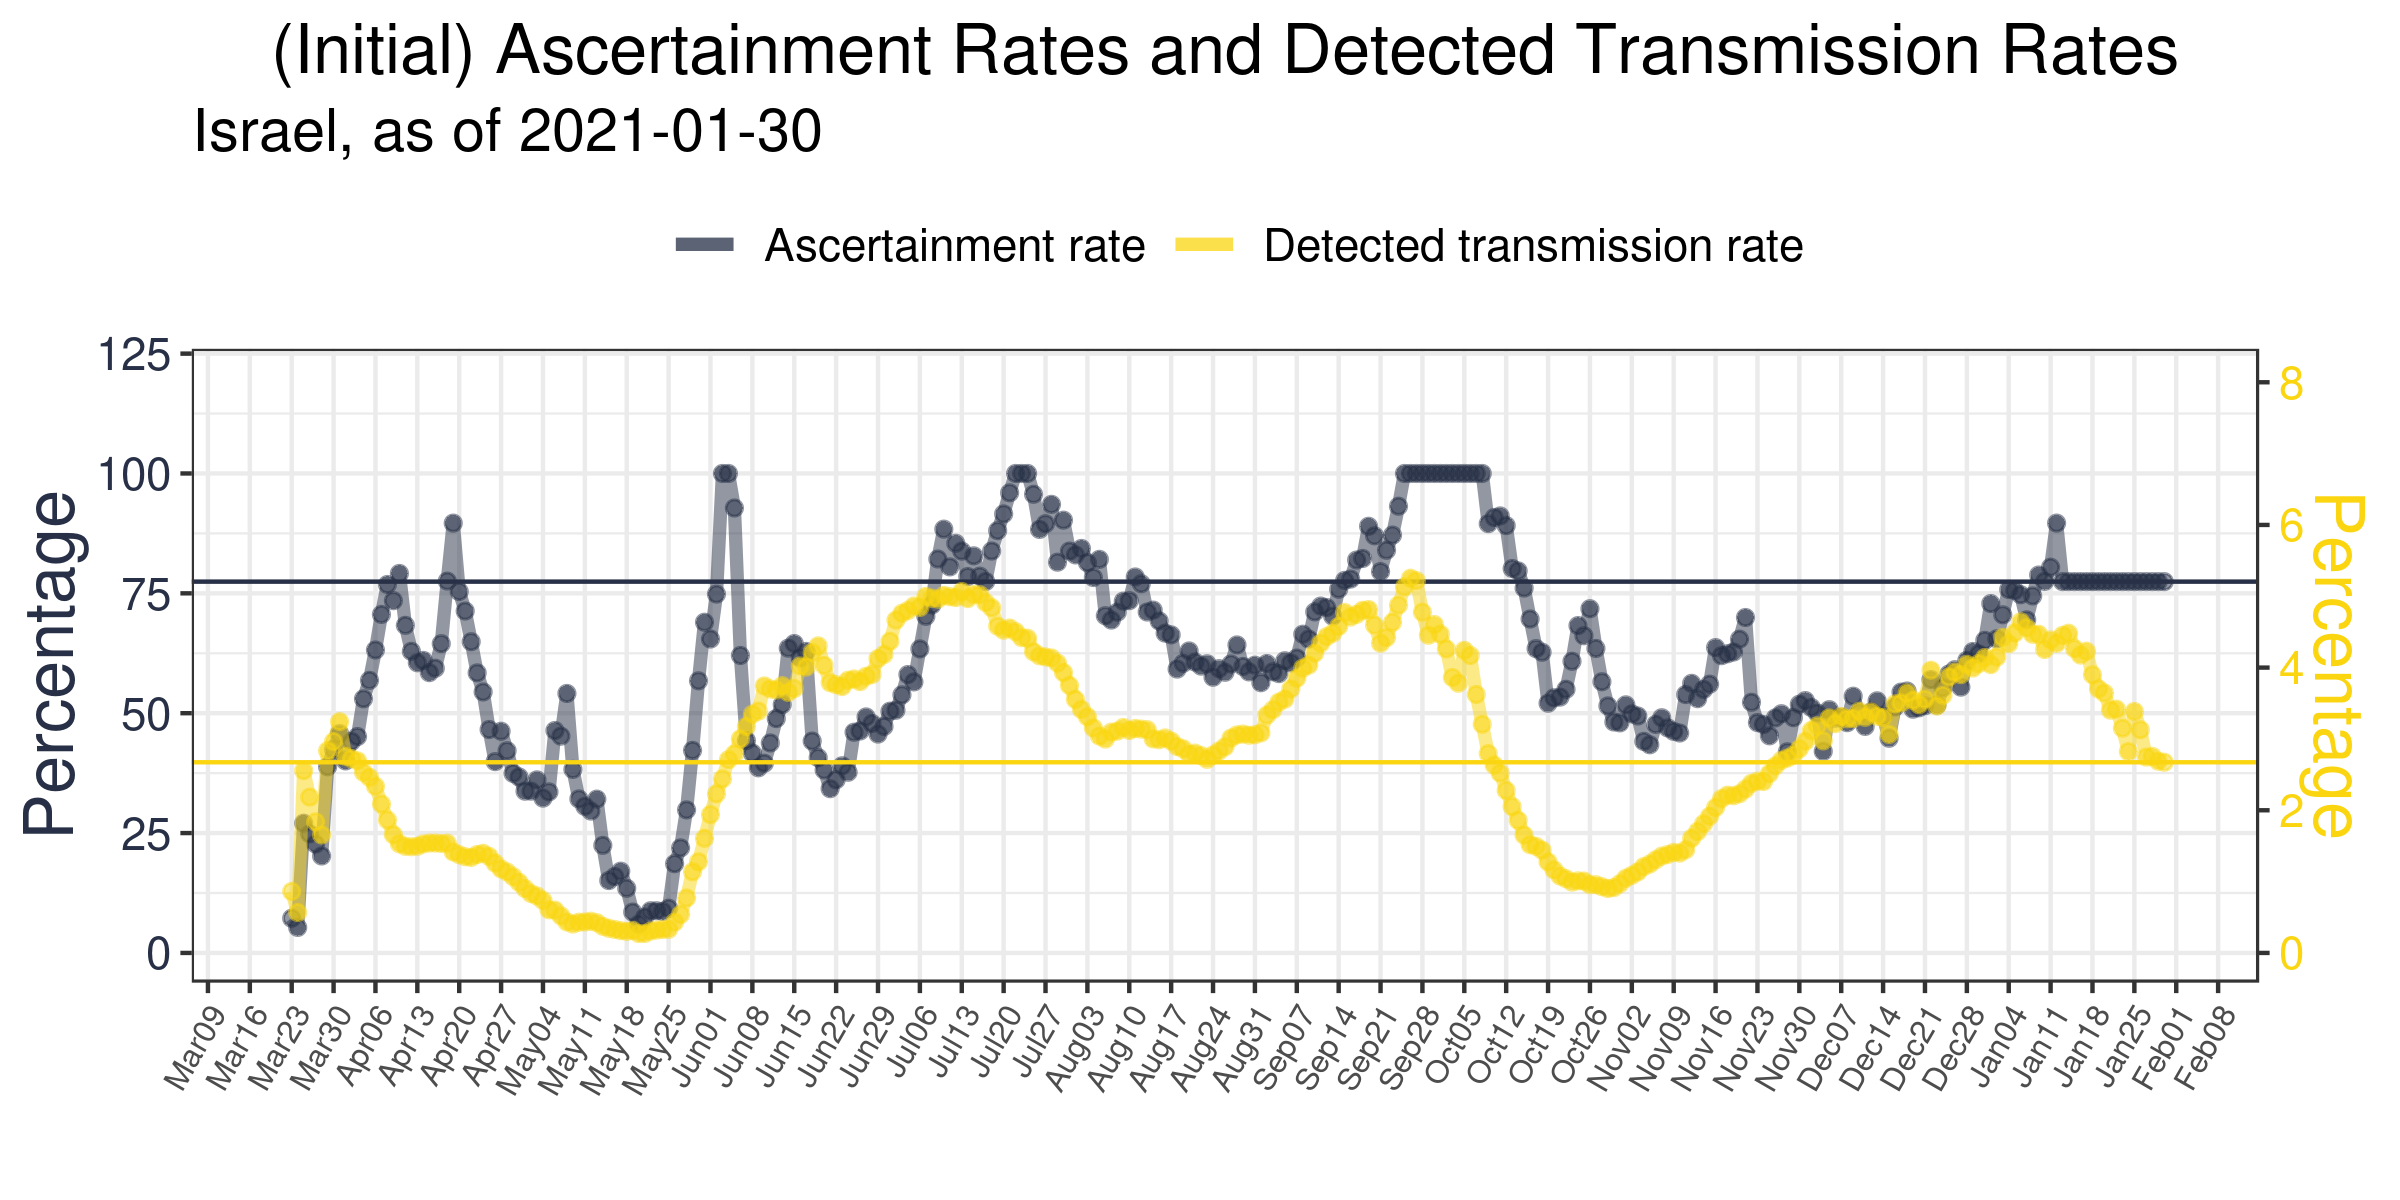 (Initial) Ascertainment Rates and Detected Transmission Rates
Israel, as of 2021-01-30
Ascertainment rate
Detected transmission rate
Percentage
125
100
75
50
25
0
8
6
4
2
0
Percentage
Mar09
Mar16
Mar23
Mar30
Apr06
Apr13
Apr20
Apr27
May04
May11
May18
May25
Jun01
Jun08
Jun15
Jun22
Jun29
Jul06
Jul13
Jul20
Jul27
Aug03
Aug10
Aug17
Aug24
Aug31
Sep07
Sep14
Sep21
Sep28
Oct05
Oct12
Oct19
Oct26
Nov02
Nov09
Nov16
Nov23
Nov30
Dec07
Dec14
Dec21
Dec28
Jan04
Jan11
Jan18
Jan25
Feb01
Feb08